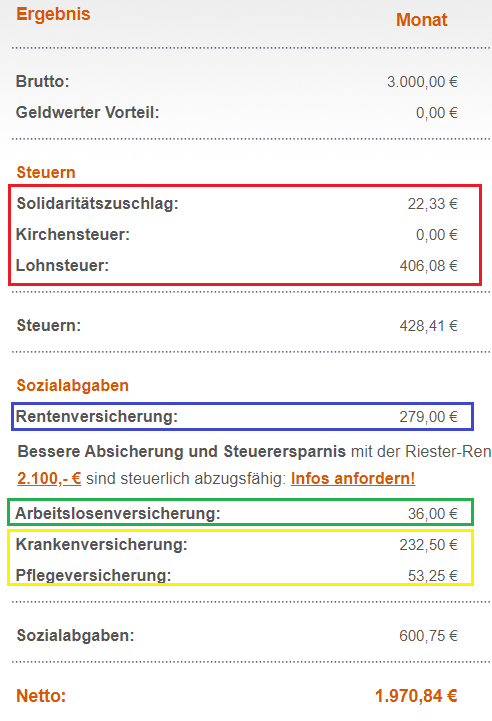 Ergebnis Monat
Brutto: 3.000,00 €
Geldwerter Vorteil: 0,00 €
Steuern
Solidaritätszuschlag: 22,33 €
Kirchensteuer: 0,00 €
Lohnsteuer: 406,08 €
Steuern: 428,41 €
Sozialabgaben
Rentenversicherung: 279,00 €
Bessere Absicherung und Steuerersparnis mit der Riester-Ren
2.100,- € sind steuerlich abzugsfähig: Infos anfordern!
Arbeitslosenversicherung: 36,00 €
Krankenversicherung: 232,50 €
Pflegeversicherung: 53,25 €
Sozialabgaben: 600,75 €
Netto: 1.970,84 €